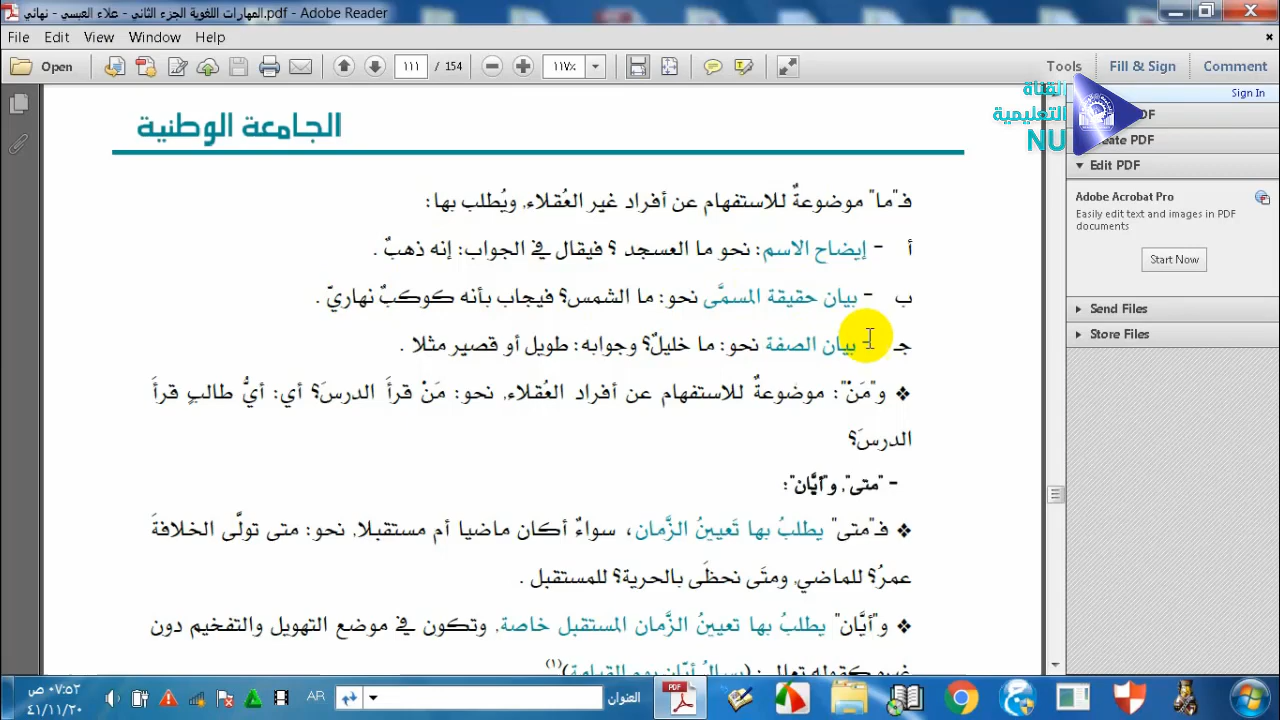 المهارات اللغوية الجزء الثاني - علاء العبسي - نهائي.pdf - Adobe Reader
File Edit View Window Help
Open ١١١ / 154 ١١٧٪ Tools Fill & Sign Comment
القناة
التعليمية
NU
Sign In
Edit PDF
Adobe Acrobat Pro
Easily edit text and images in PDF
documents
Start Now
Send Files
Store Files
الجامعة الوطنية
فـ"ما" موضوعةٌ للاستفهام عن أفراد غير العُقلاء, ويُطلب بها:
أ - إيضاح الاسم: نحو ما العسجد ؟ فيقال في الجواب: إنه ذهبٌ .
ب - بيان حقيقة المسمَّى نحو: ما الشمس؟ فيجاب بأنه كوكبٌ نهاريّ .
جـ - بيان الصفة نحو: ما خليلٌ؟ وجوابه: طويل أو قصير مثلا .
❖ و"مَنْ": موضوعةٌ للاستفهام عن أفراد العُقلاء, نحو: مَنْ قرأَ الدرسَ؟ أي: أيُّ طالبٍ قرأَ
الدرسَ؟
- "متى", و"أيَّان":
❖ فـ"متى" يطلبُ بها تَعيينُ الزَّمان، سواءٌ أكان ماضيا أم مستقبلا, نحو: متى تولَّى الخلافةَ
عمرُ؟ للماضي, ومتَى نحظَى بالحرية؟ للمستقبل .
❖ و"أيَّان" يطلبُ بها تعيينُ الزَّمان المستقبل خاصة, وتكون في موضع التهويل والتفخيم دون
العنوان
AR
٠٧:٥٢ ص
٤١/١١/٢٠